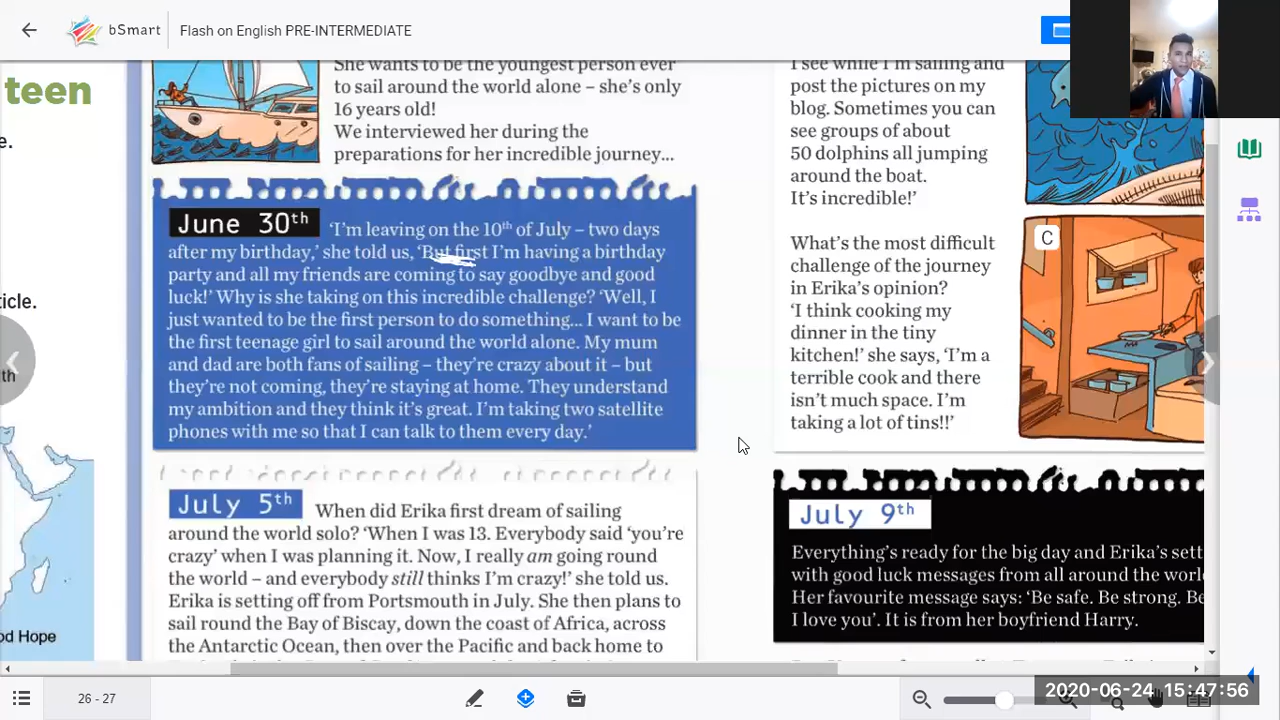 bSmart
Flash on English PRE-INTERMEDIATE
teen
e.
ticle.
th
od Hope
She wants to be the youngest person ever
to sail around the world alone – she's only
16 years old!
We interviewed her during the
preparations for her incredible journey...
June 30th 'I'm leaving on the 10th of July – two days
after my birthday,' she told us, 'But first I'm having a birthday
party and all my friends are coming to say goodbye and good
luck!' Why is she taking on this incredible challenge? 'Well, I
just wanted to be the first person to do something... I want to be
the first teenage girl to sail around the world alone. My mum
and dad are both fans of sailing – they're crazy about it – but
they're not coming, they're staying at home. They understand
my ambition and they think it's great. I'm taking two satellite
phones with me so that I can talk to them every day.'
July 5th When did Erika first dream of sailing
around the world solo? 'When I was 13. Everybody said 'you're
crazy' when I was planning it. Now, I really am going round
the world – and everybody still thinks I'm crazy!' she told us.
Erika is setting off from Portsmouth in July. She then plans to
sail round the Bay of Biscay, down the coast of Africa, across
the Antarctic Ocean, then over the Pacific and back home to
I see while I'm sailing and
post the pictures on my
blog. Sometimes you can
see groups of about
50 dolphins all jumping
around the boat.
It's incredible!'
What's the most difficult
challenge of the journey
in Erika's opinion?
'I think cooking my
dinner in the tiny
kitchen!' she says, 'I'm a
terrible cook and there
isn't much space. I'm
taking a lot of tins!!'
C
July 9th
Everything's ready for the big day and Erika's sett
with good luck messages from all around the worl
Her favourite message says: 'Be safe. Be strong. Be
I love you'. It is from her boyfriend Harry.
26 - 27
2020-06-24 15:47:56